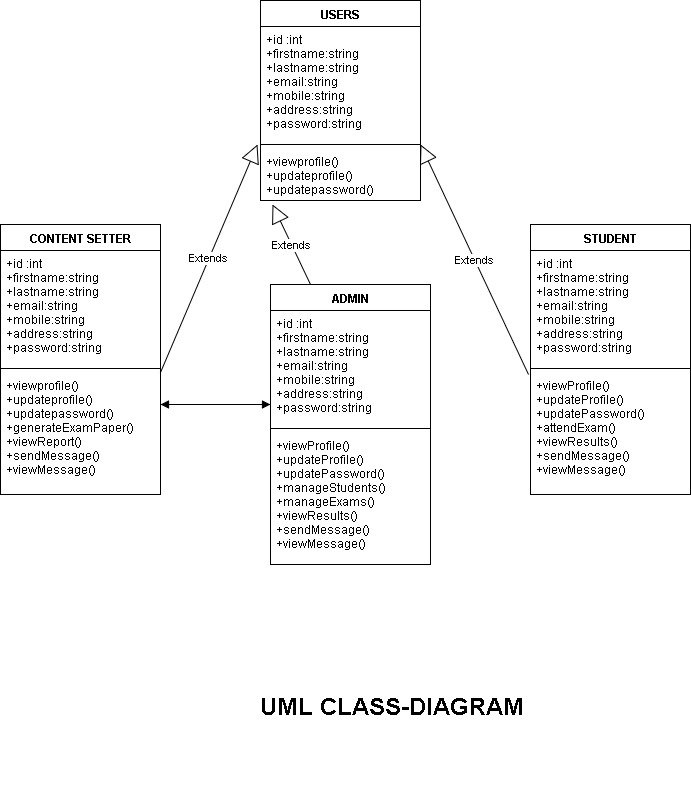 USERS
+id :int
+firstname:string
+lastname:string
+email:string
+mobile:string
+address:string
+password:string
+viewprofile()
+updateprofile()
+updatepassword()
Extends
Extends
Extends
CONTENT SETTER
+id :int
+firstname:string
+lastname:string
+email:string
+mobile:string
+address:string
+password:string
+viewprofile()
+updateprofile()
+updatepassword()
+generateExamPaper()
+viewReport()
+sendMessage()
+viewMessage()
ADMIN
+id :int
+firstname:string
+lastname:string
+email:string
+mobile:string
+address:string
+password:string
+viewProfile()
+updateProfile()
+updatePassword()
+manageStudents()
+manageExams()
+viewResults()
+sendMessage()
+viewMessage()
STUDENT
+id :int
+firstname:string
+lastname:string
+email:string
+mobile:string
+address:string
+password:string
+viewProfile()
+updateProfile()
+updatePassword()
+attendExam()
+viewResults()
+sendMessage()
+viewMessage()
UML CLASS-DIAGRAM